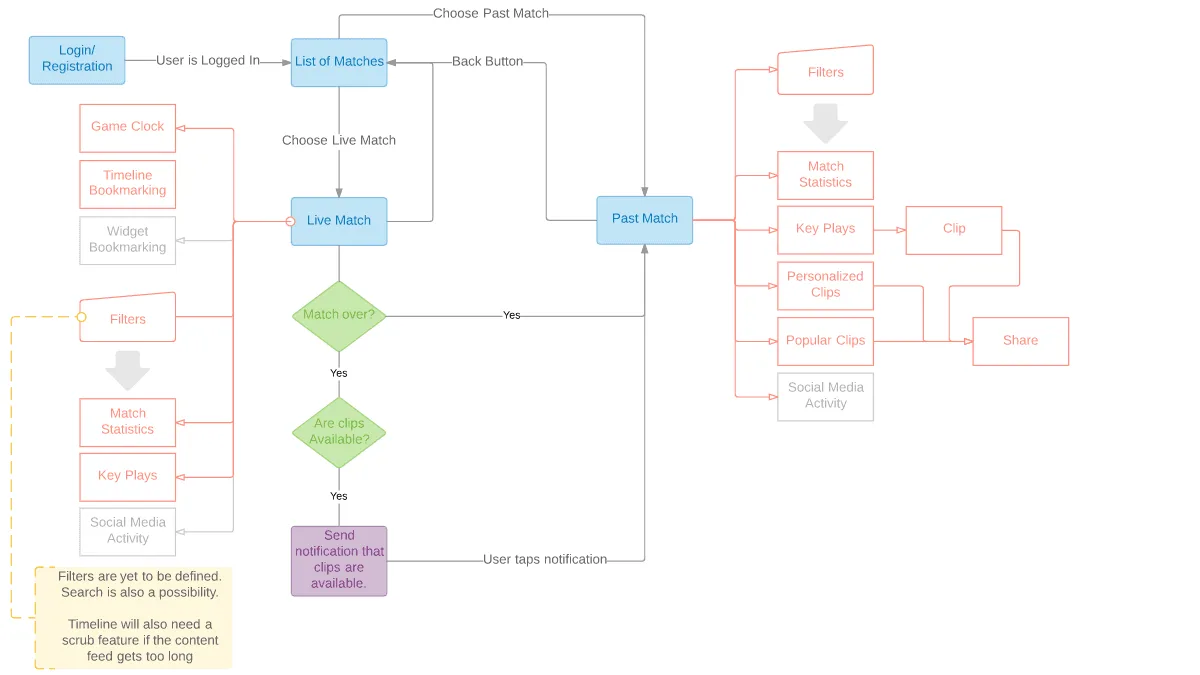 Choose Past Match
Login/
Registration
User is Logged In
List of Matches
Back Button
Filters
Game Clock
Choose Live Match
Timeline
Bookmarking
Match
Statistics
Widget
Bookmarking
Live Match
Past Match
Key Plays
Clip
Personalized
Clips
Filters
Match over?
Yes
Popular Clips
Share
Yes
Social Media
Activity
Match
Statistics
Are clips
Available?
Key Plays
Yes
Social Media
Activity
Send
notification that
clips are
available.
User taps notification
Filters are yet to be defined.
Search is also a possibility.
Timeline will also need a
scrub feature if the content
feed gets too long